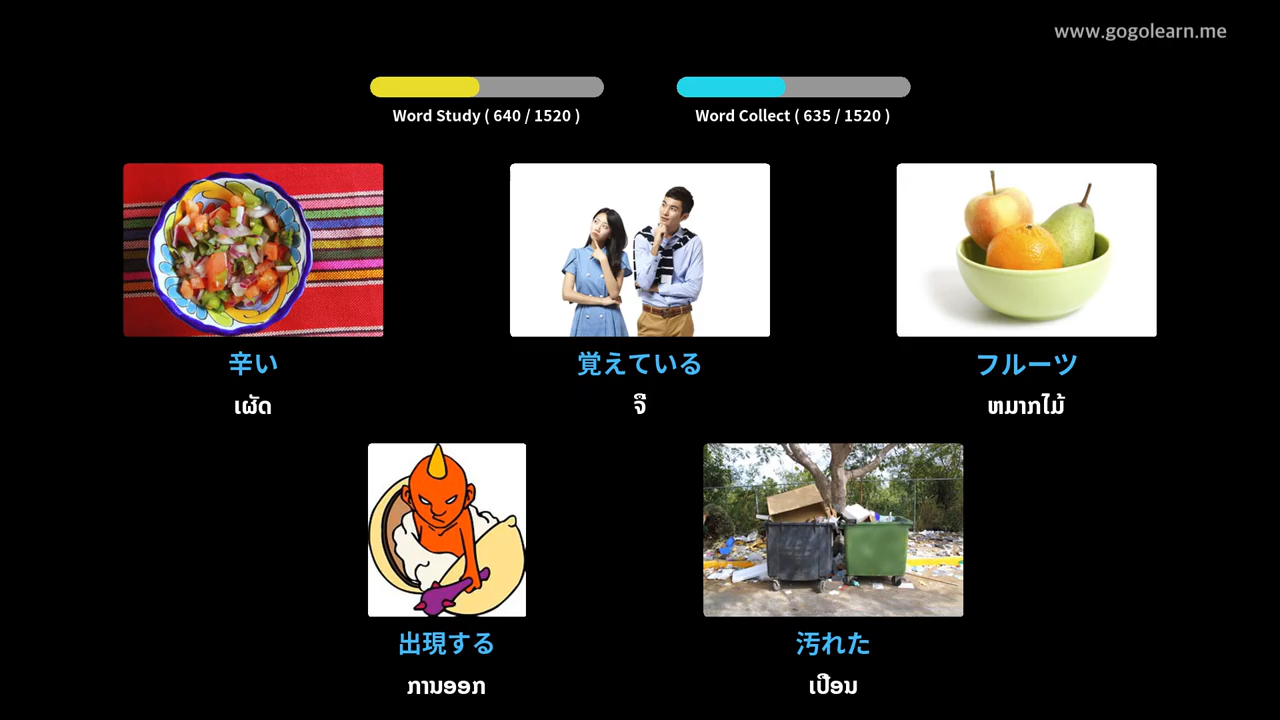 www.gogolearn.me
Word Study ( 640 / 1520 )
Word Collect ( 635 / 1520 )
辛い
覚えている
フルーツ
ເຜັດ
ຈື
ຫມາກໄມ້
出現する
汚れた
ການອອກ
ເປື້ອນ